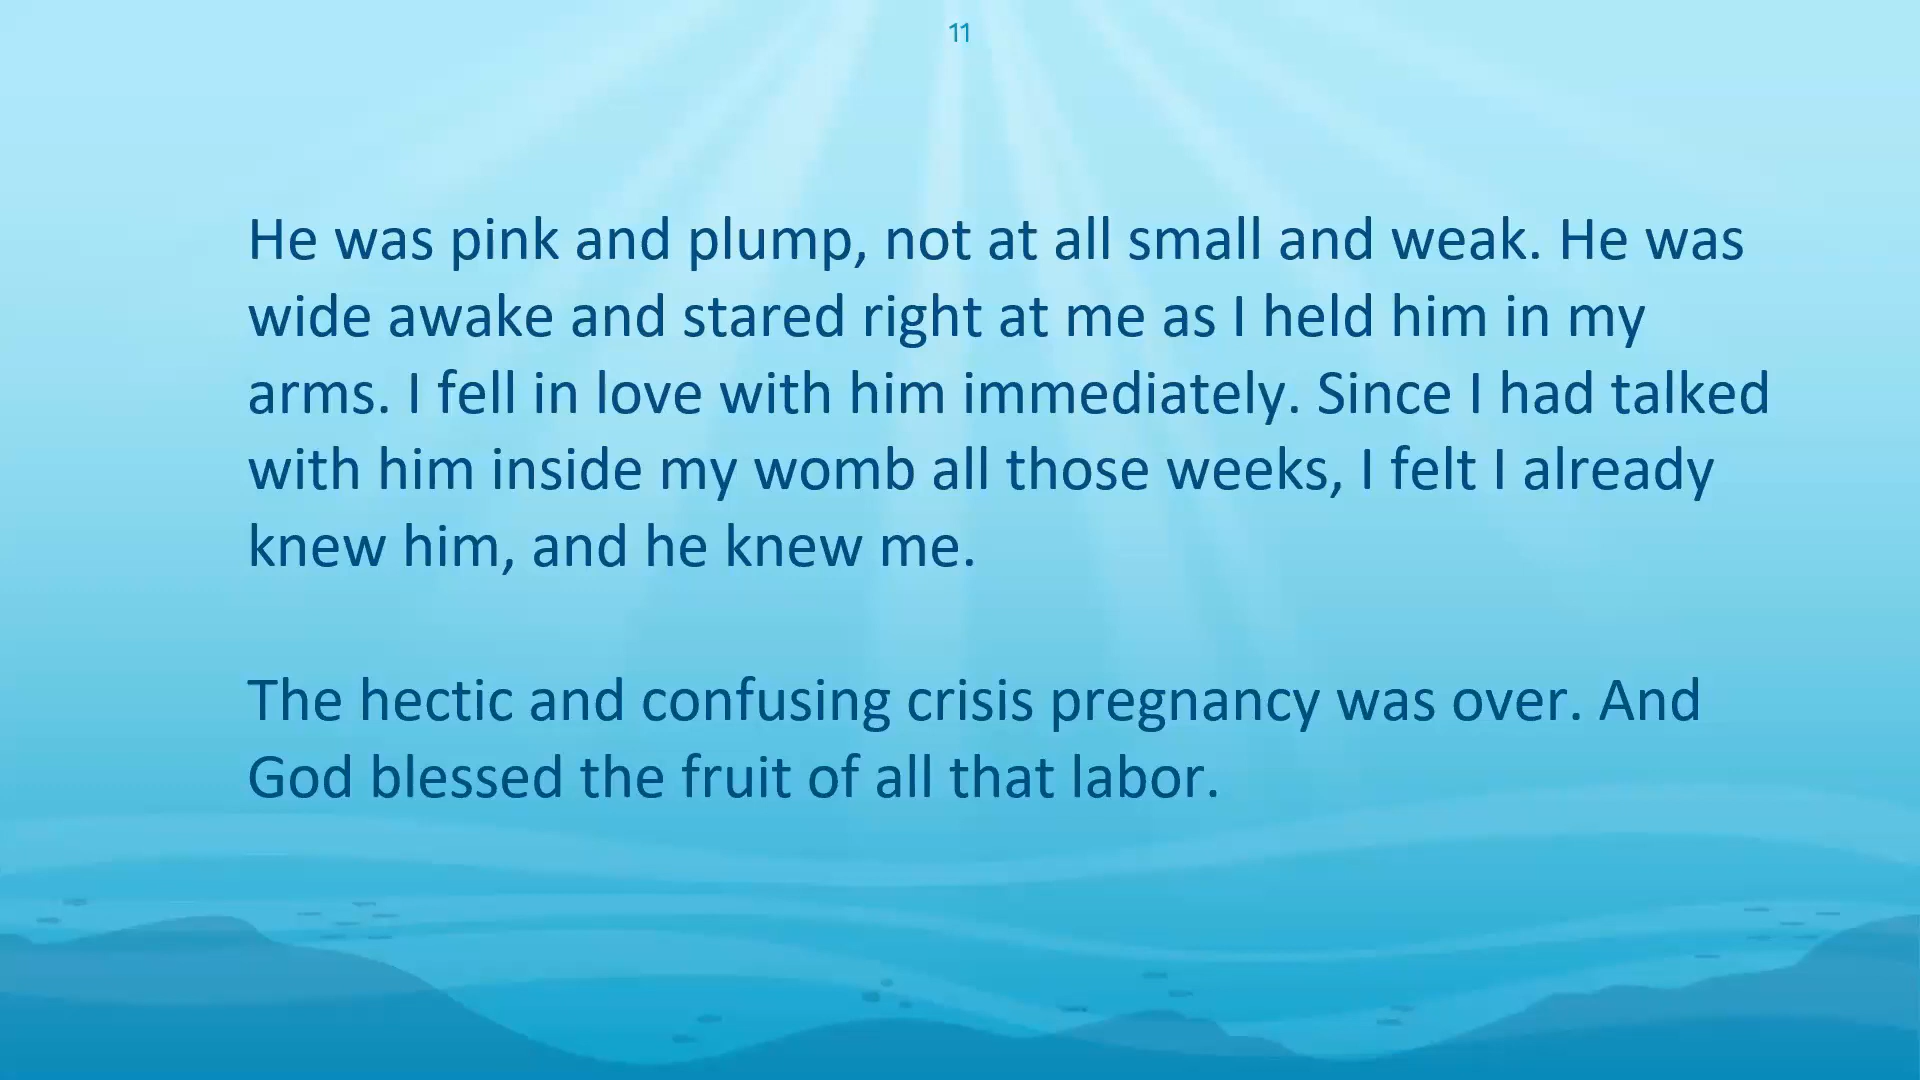 11
He was pink and plump, not at all small and weak. He was
wide awake and stared right at me as I held him in my
arms. I fell in love with him immediately. Since I had talked
with him inside my womb all those weeks, I felt I already
knew him, and he knew me.
The hectic and confusing crisis pregnancy was over. And
God blessed the fruit of all that labor.